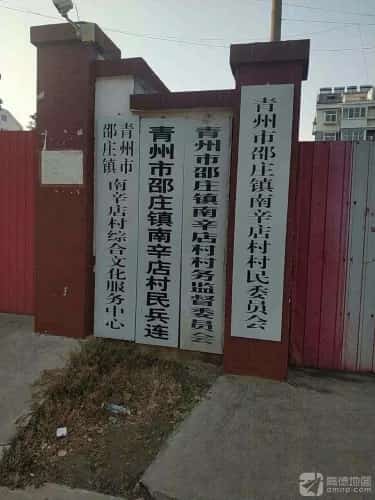 青州市
邵庄镇 南辛店村综合文化服务中心
青州市邵庄镇南辛店村民兵连
青州市邵庄镇南辛店村村务监督委员会
青州市邵庄镇南辛店村村民委员会
高德地图
amap.com